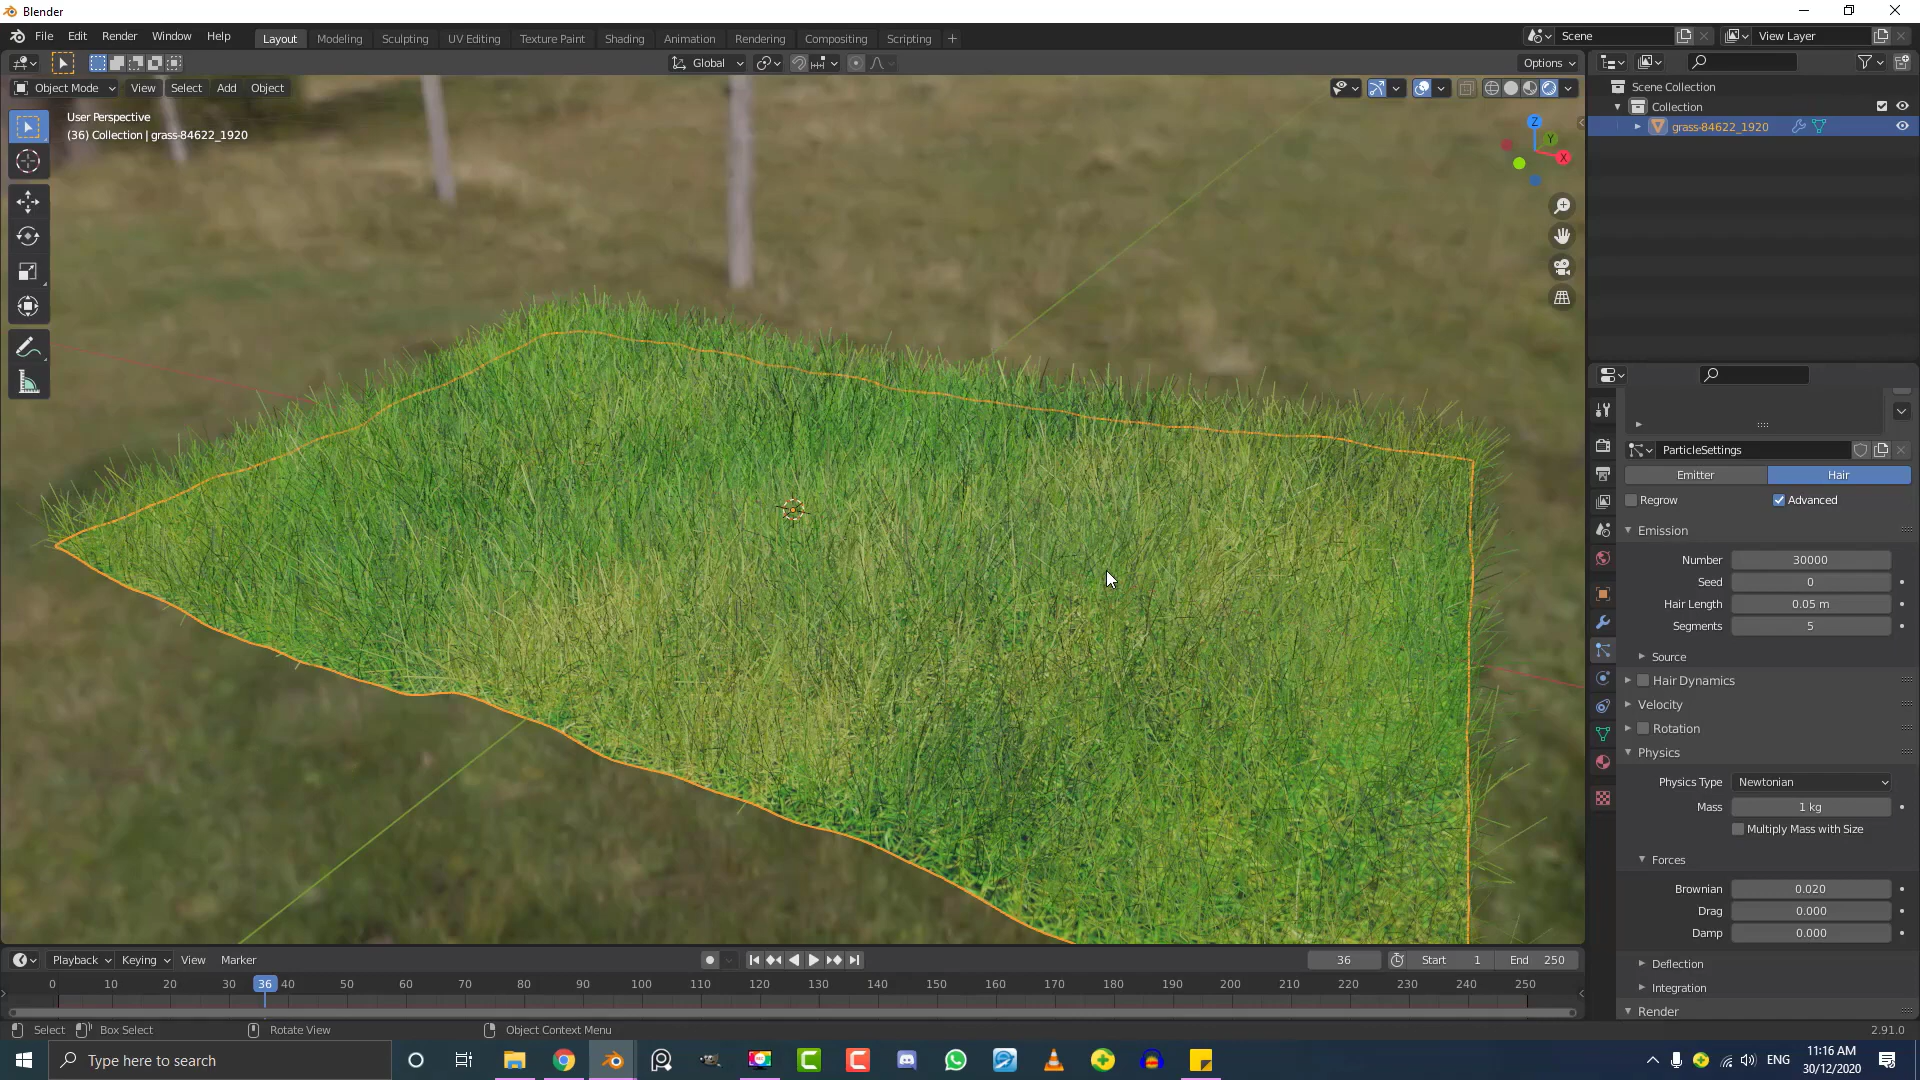 Blender
File Edit Render Window Help
Layout Modeling Sculpting UV Editing Texture Paint Shading Animation Rendering Compositing Scripting +
Scene
View Layer
Global
Options
Object Mode View Select Add Object
User Perspective
(36) Collection | grass-84622_1920
Z
Y
X
Scene Collection
Collection
grass-84622_1920
ParticleSettings
Emitter Hair
Regrow Advanced
Emission
Number 30000
Seed 0
Hair Length 0.05 m
Segments 5
Source
Hair Dynamics
Velocity
Rotation
Physics
Physics Type Newtonian
Mass 1 kg
Multiply Mass with Size
Forces
Brownian 0.020
Drag 0.000
Damp 0.000
Deflection
Integration
Render
Playback Keying View Marker
36 Start 1 End 250
0 10 20 30 36 40 50 60 70 80 90 100 110 120 130 140 150 160 170 180 190 200 210 220 230 240 250
Select Box Select Rotate View Object Context Menu 2.91.0
Type here to search
ENG
11:16 AM
30/12/2020